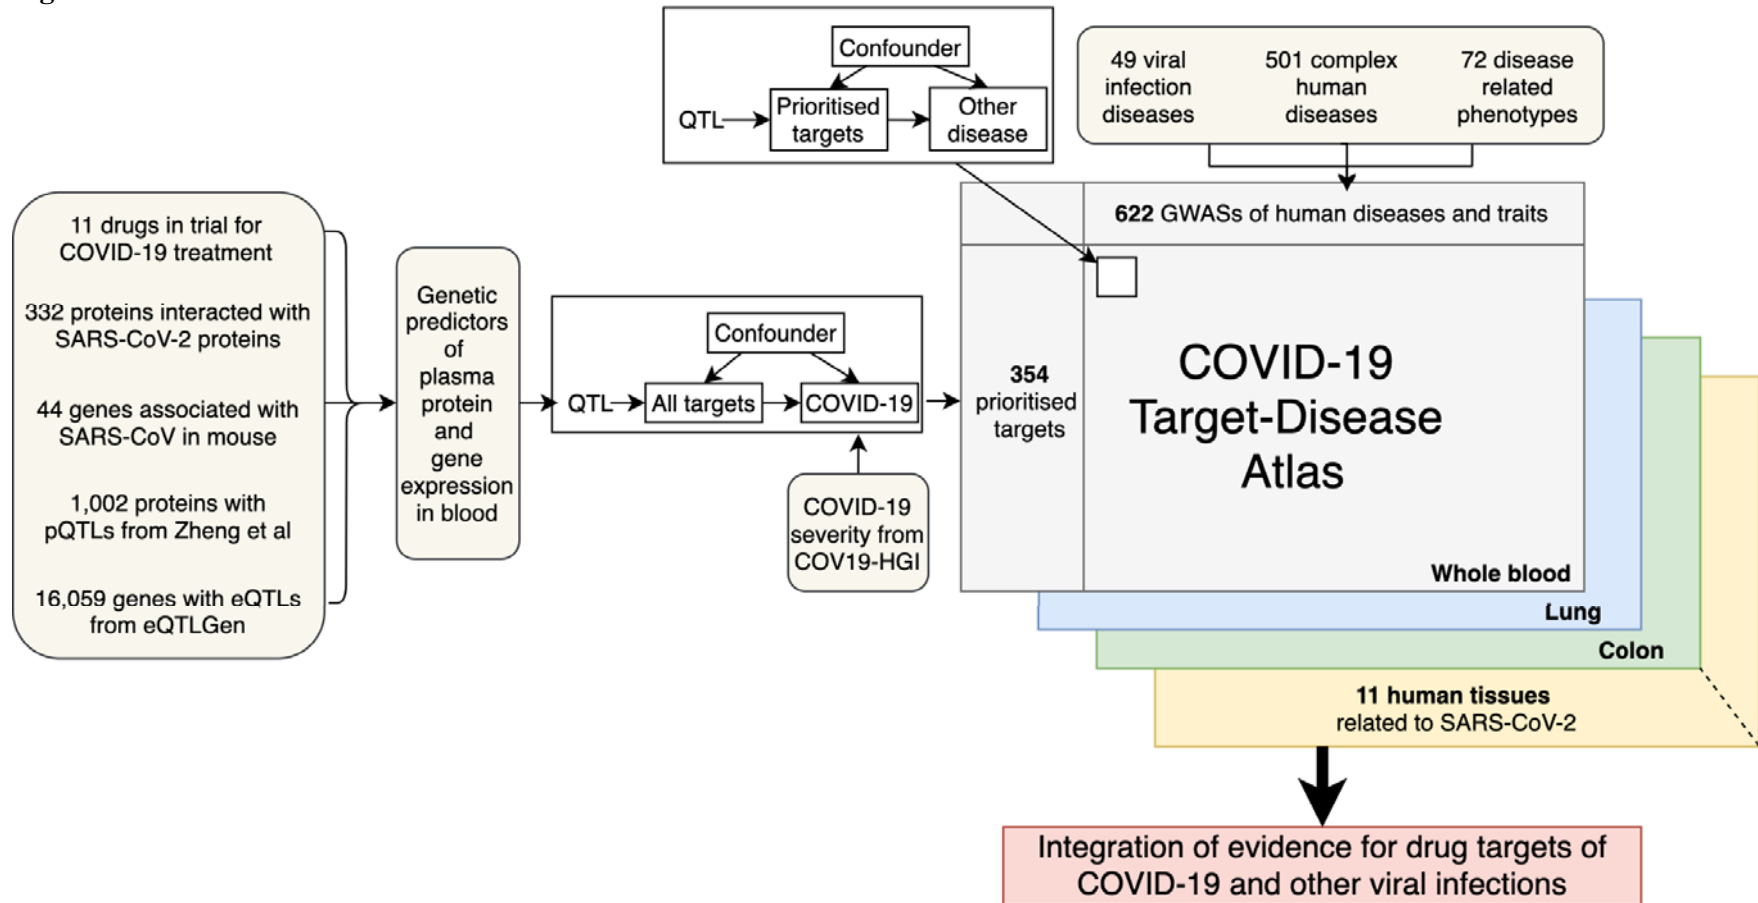 Confounder
QTL
Prioritised
targets
Other
disease
49 viral
infection
diseases
501 complex
human
diseases
72 disease
related
phenotypes
11 drugs in trial for
COVID-19 treatment
332 proteins interacted with
SARS-CoV-2 proteins
44 genes associated with
SARS-CoV in mouse
1,002 proteins with
pQTLs from Zheng et al
16,059 genes with eQTLs
from eQTLGen
Genetic
predictors
of
plasma
protein
and
gene
expression
in blood
Confounder
QTL
All targets
COVID-19
COVID-19
severity from
COV19-HGI
622 GWASs of human diseases and traits
354
prioritised
targets
COVID-19
Target-Disease
Atlas
Whole blood
Lung
Colon
11 human tissues
related to SARS-CoV-2
Integration of evidence for drug targets of
COVID-19 and other viral infections